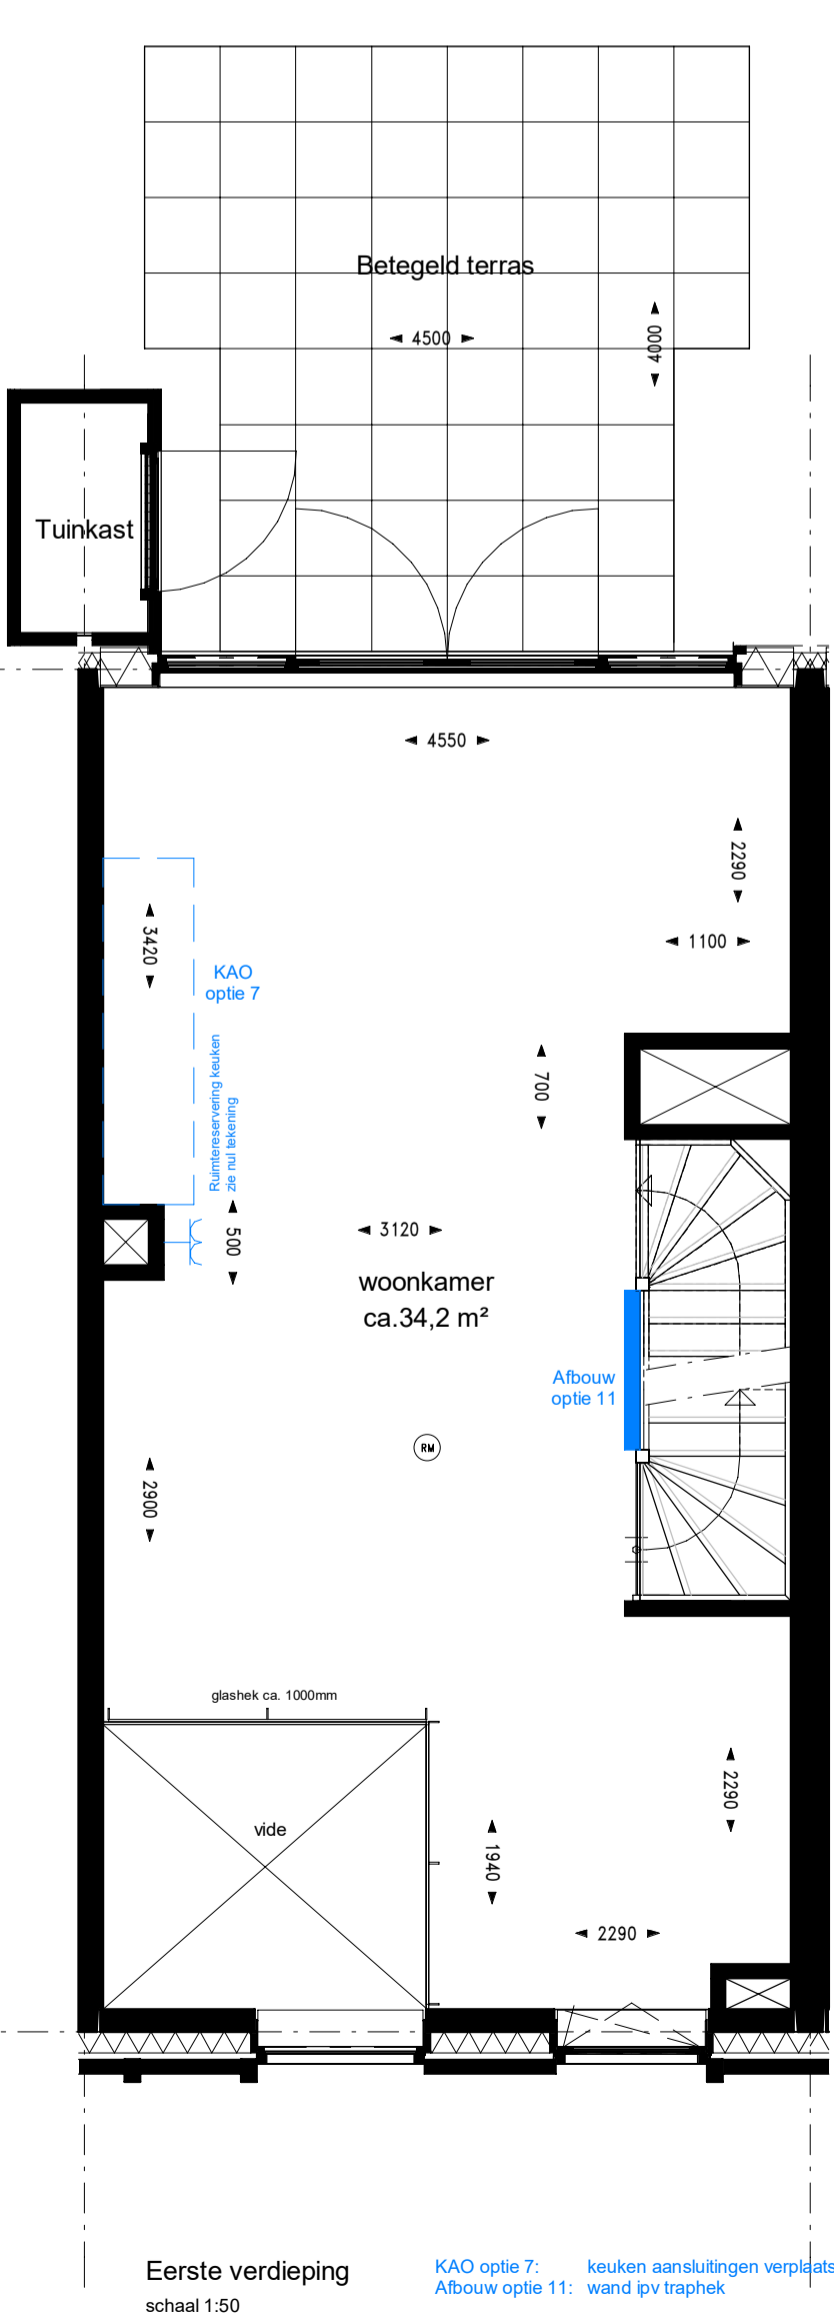 Betegeld terras
4500
4000
Tuinkast
4550
2290
3420
1100
KAO
optie 7
700
Ruimtereservering keuken
zie nul tekening
500
3120
woonkamer
ca.34,2 m²
Afbouw
optie 11
RM
2900
glashek ca. 1000mm
vide
2290
1940
2290
Eerste verdieping
schaal 1:50
KAO optie 7: keuken aansluitingen verplaats
Afbouw optie 11: wand ipv traphek